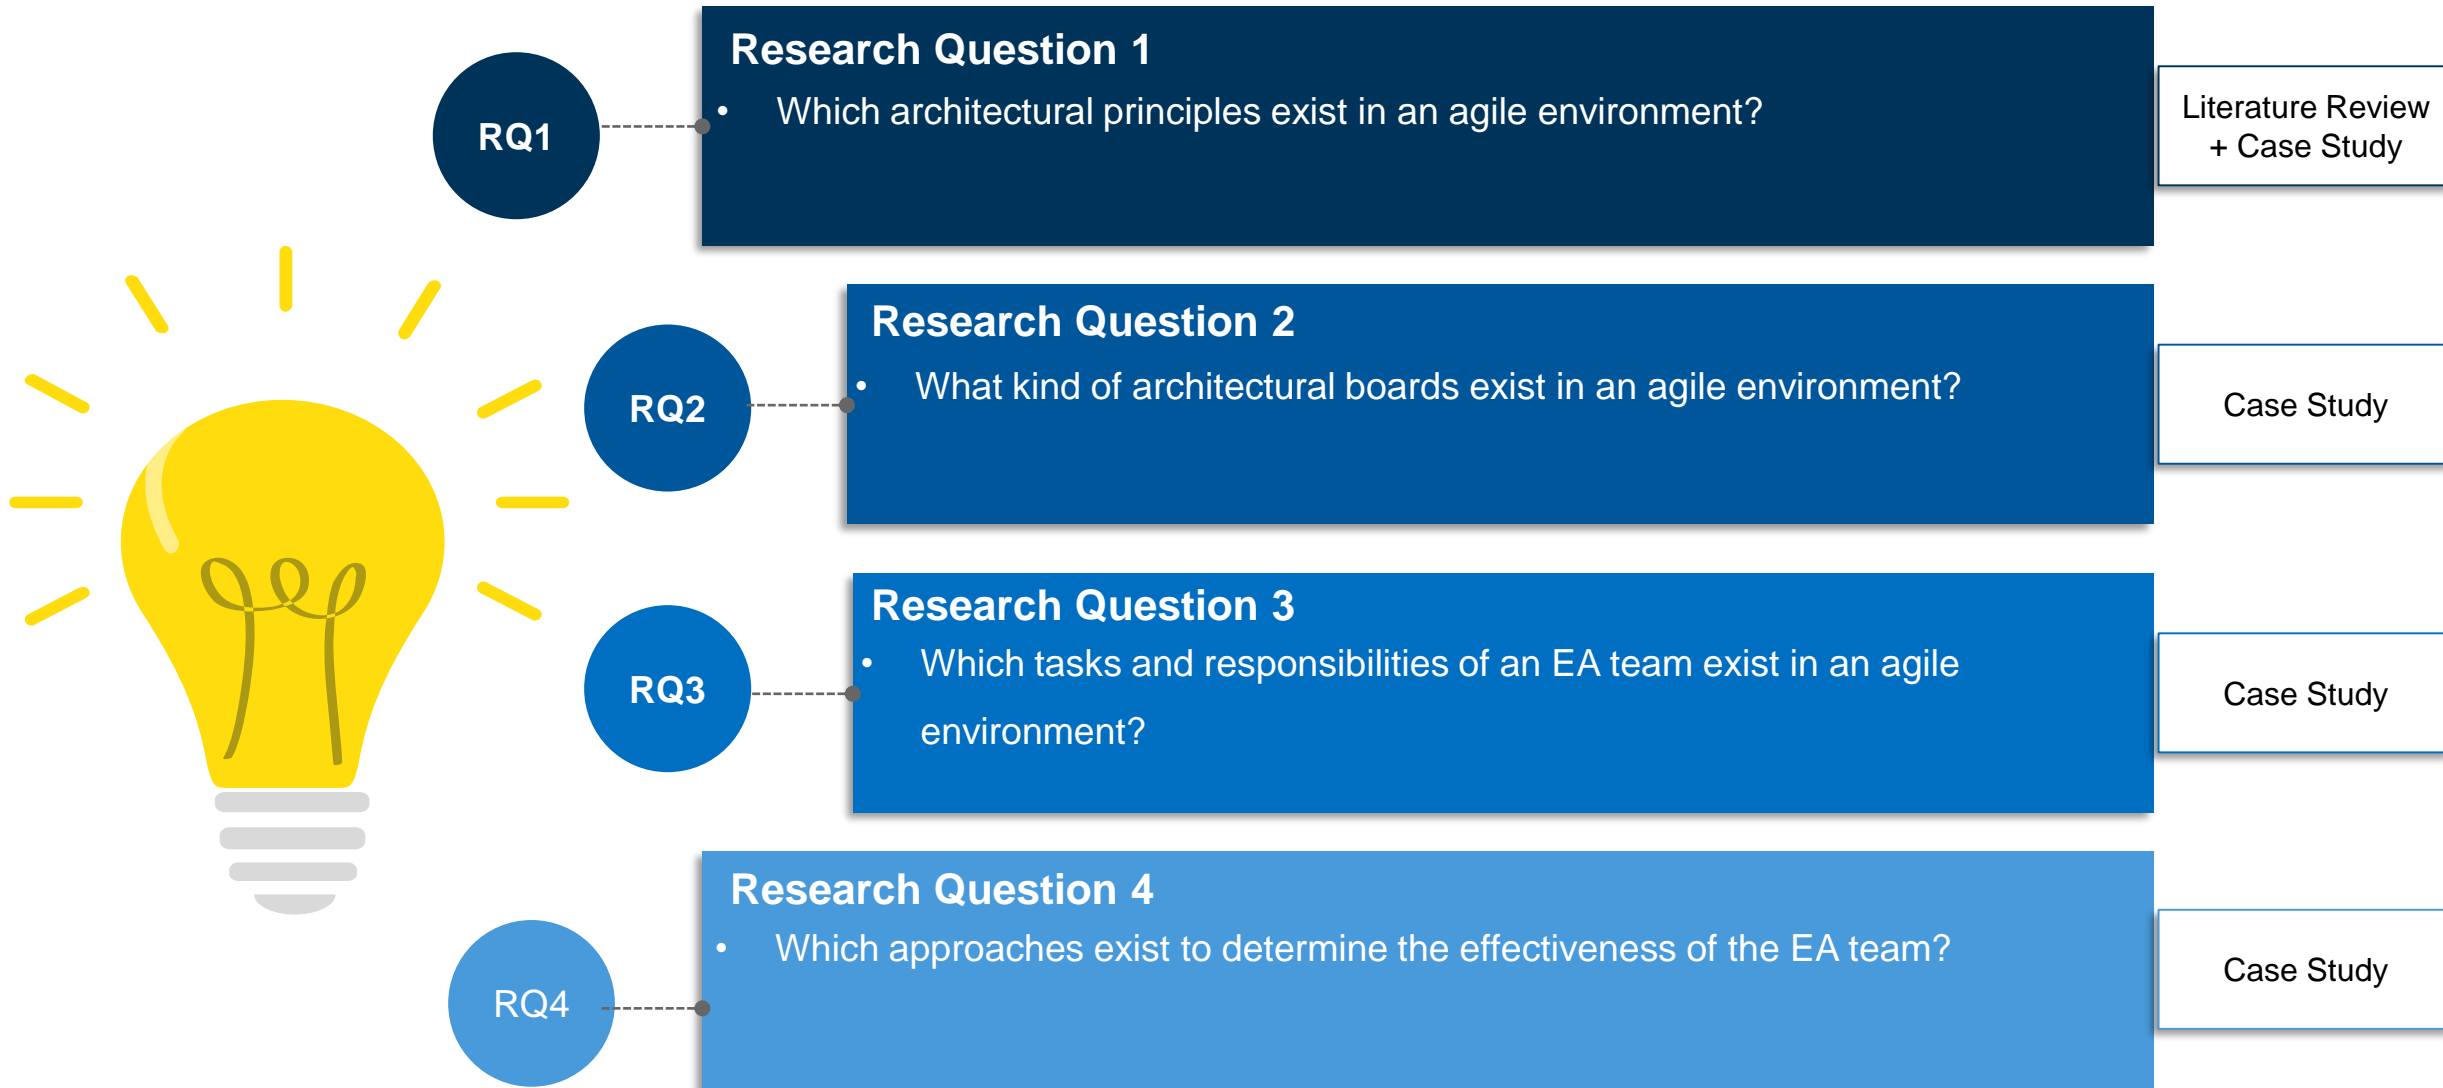 RQ1
Research Question 1
• Which architectural principles exist in an agile environment?
Literature Review
+ Case Study
RQ2
Research Question 2
• What kind of architectural boards exist in an agile environment?
Case Study
RQ3
Research Question 3
• Which tasks and responsibilities of an EA team exist in an agile
environment?
Case Study
RQ4
Research Question 4
• Which approaches exist to determine the effectiveness of the EA team?
Case Study